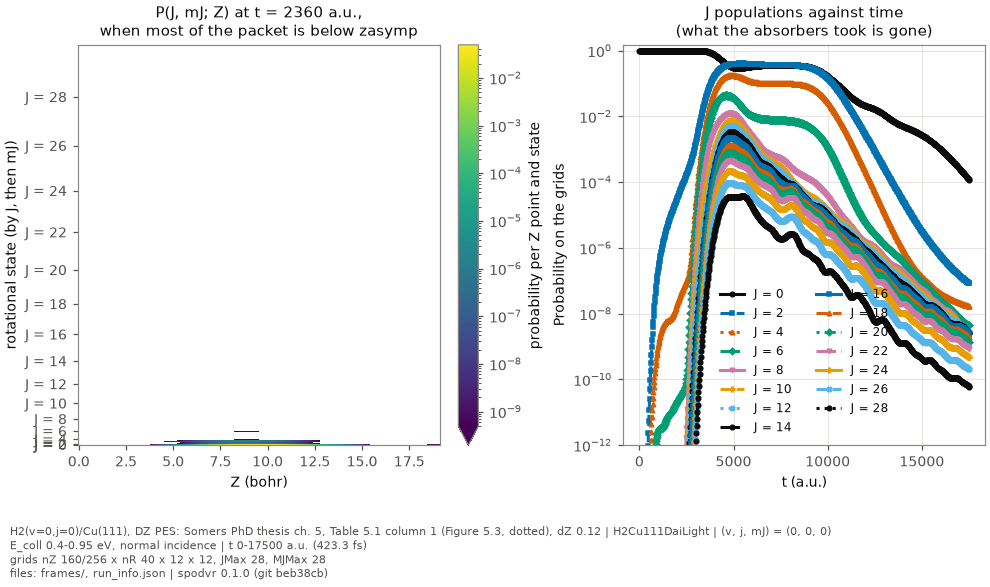 P(J, mJ; Z) at t = 2360 a.u.,
when most of the packet is below zasymp
rotational state (by J, then mJ)
J = 28
J = 26
J = 24
J = 22
J = 20
J = 18
J = 16
J = 14
J = 12
J = 10
J = 8
J = 6
0.0 2.5 5.0 7.5 10.0 12.5 15.0 17.5
Z (bohr)
10⁻²
10⁻³
10⁻⁴
10⁻⁵
10⁻⁶
10⁻⁷
10⁻⁸
10⁻⁹
probability per Z point and state
J populations against time
(what the absorbers took is gone)
Probability on the grids
10⁰
10⁻²
10⁻⁴
10⁻⁶
10⁻⁸
10⁻¹⁰
10⁻¹²
J = 0 J = 16
J = 2 J = 18
J = 4 J = 20
J = 6 J = 22
J = 8 J = 24
J = 10 J = 26
J = 12 J = 28
J = 14
0 5000 10000 15000
t (a.u.)
H2(v=0,j=0)/Cu(111), DZ PES: Somers PhD thesis ch. 5, Table 5.1 column 1 (Figure 5.3, dotted), dZ 0.12 | H2Cu111DaiLight | (v, j, mJ) = (0, 0, 0)
E_coll 0.4-0.95 eV, normal incidence | t 0-17500 a.u. (423.3 fs)
grids nZ 160/256 x nR 40 x 12 x 12, JMax 28, MJMax 28
files: frames/, run_info.json | spodvr 0.1.0 (git beb38cb)